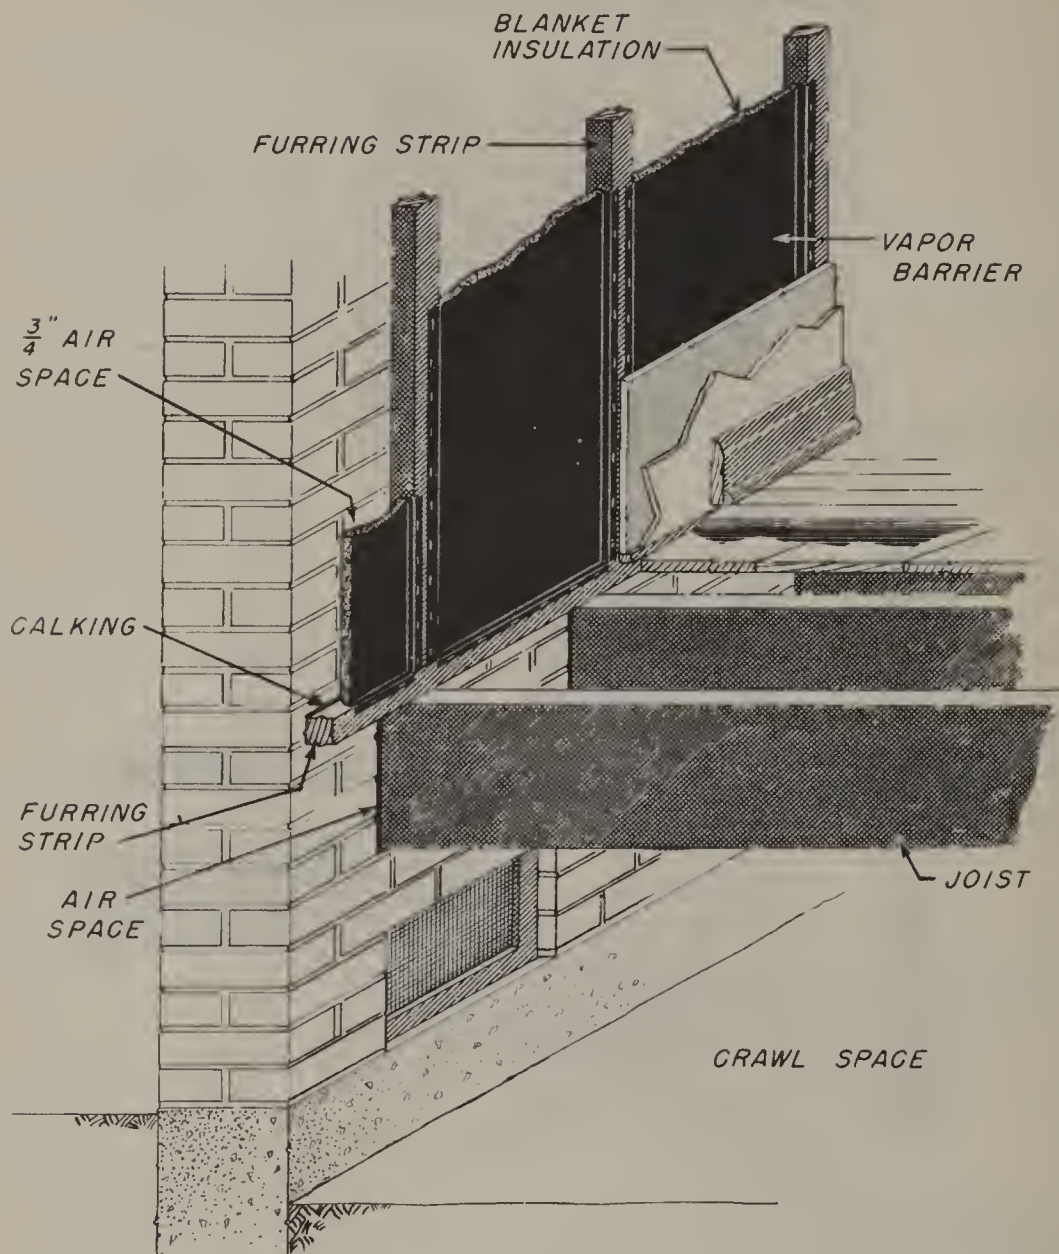 BLANKET
INSULATION
FURRING STRIP
VAPOR
BARRIER
3/4" AIR
SPACE
CALKING
FURRING
STRIP
AIR
SPACE
JOIST
CRAWL SPACE